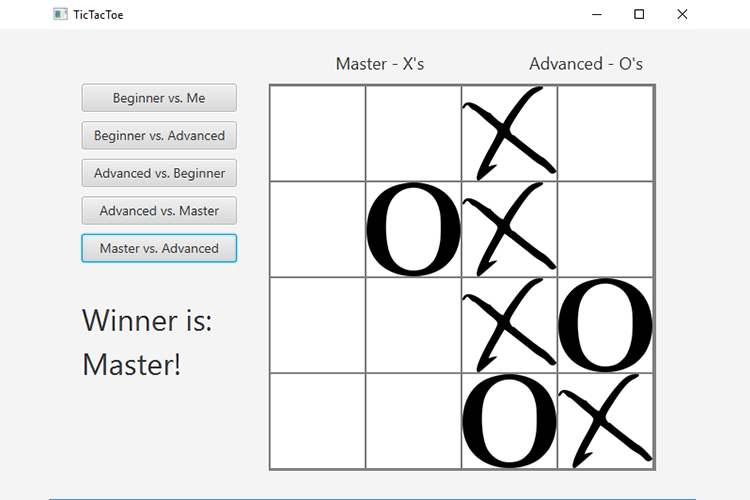 TicTacToe
Master - X's Advanced - O's
Beginner vs. Me
Beginner vs. Advanced
Advanced vs. Beginner
Advanced vs. Master
Master vs. Advanced
Winner is:
Master!
X
O X
X O
O X